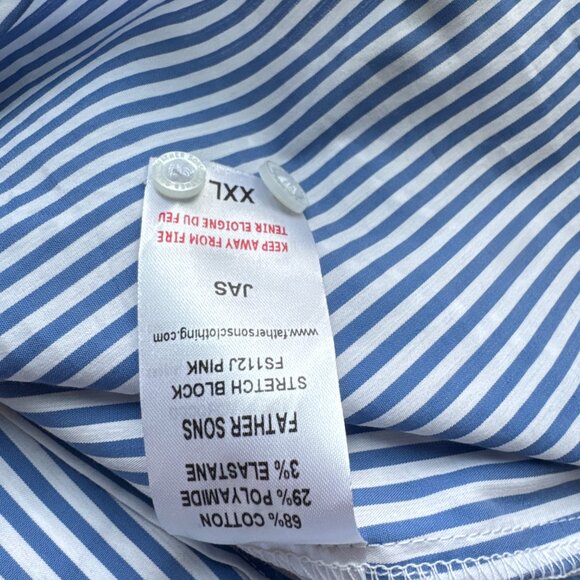 68% COTTON
29% POLYAMIDE
3% ELASTANE
FATHER SONS
STRETCH BLOCK
FS112J PINK
www.fathersonsclothing.com
JAS
KEEP AWAY FROM FIRE
TENIR ELOIGNE DU FEU
XXL